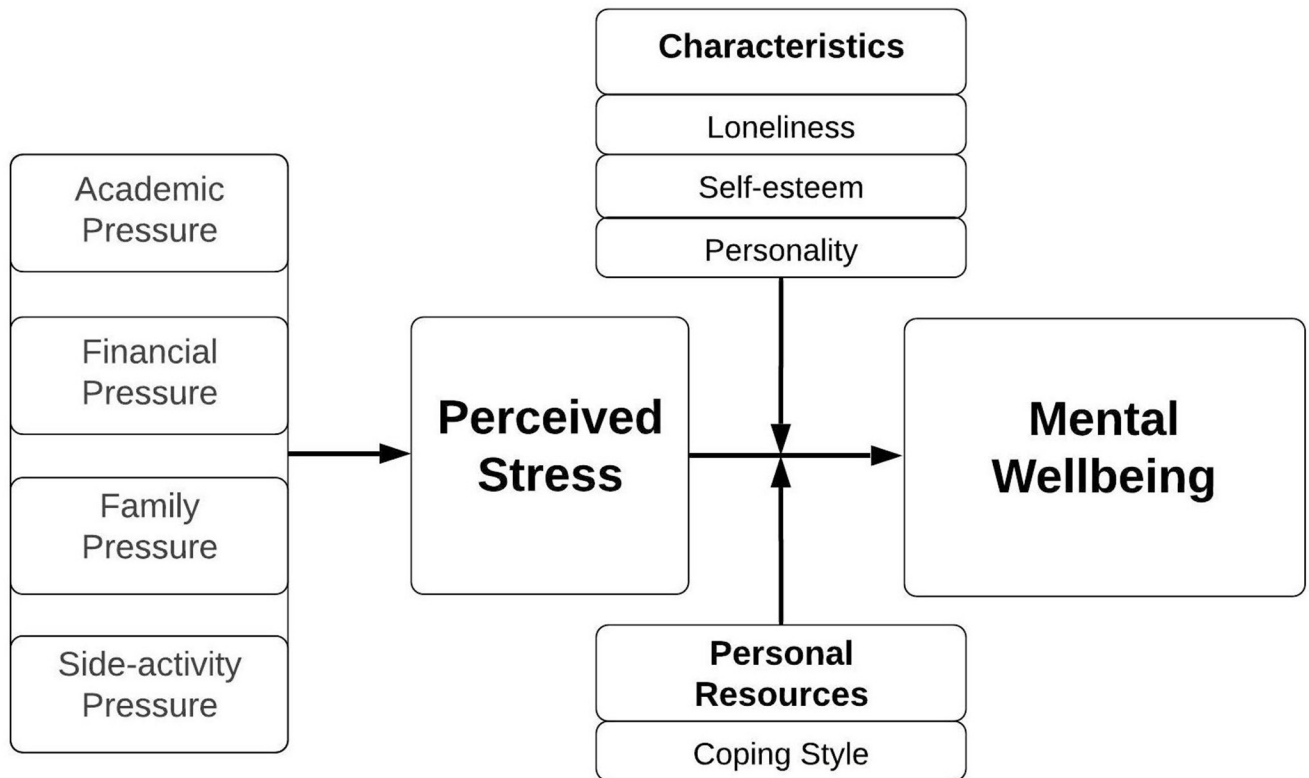 Characteristics
Loneliness
Self-esteem
Personality
Academic
Pressure
Financial
Pressure
Family
Pressure
Side-activity
Pressure
Perceived
Stress
Mental
Wellbeing
Personal
Resources
Coping Style